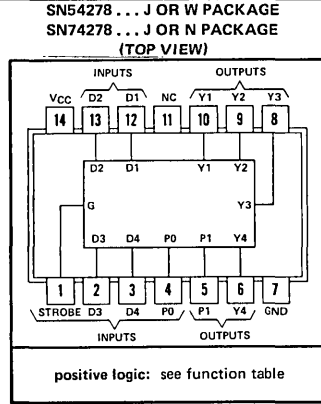 SN54278 . . . J OR W PACKAGE
SN74278 . . . J OR N PACKAGE
(TOP VIEW)
INPUTS OUTPUTS
VCC D2 D1 NC Y1 Y2 Y3
14 13 12 11 10 9 8
D2 D1 Y1 Y2
G Y3
D3 D4 P0 P1 Y4
1 2 3 4 5 6 7
STROBE D3 D4 P0 P1 Y4 GND
INPUTS OUTPUTS
positive logic: see function table